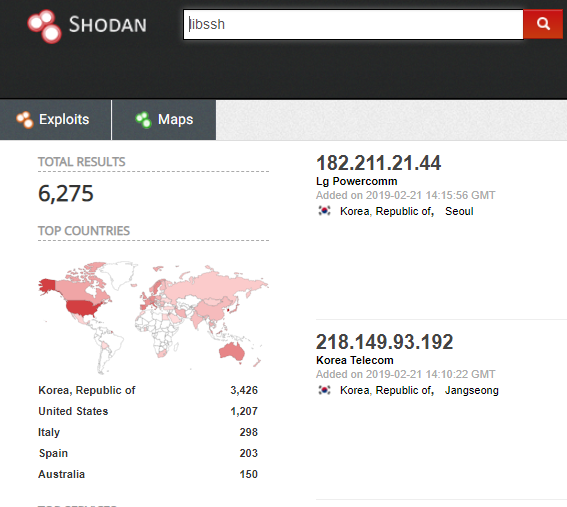 SHODAN
libssh
Exploits
Maps
TOTAL RESULTS
6,275
TOP COUNTRIES
Korea, Republic of 3,426
United States 1,207
Italy 298
Spain 203
Australia 150
182.211.21.44
Lg Powercomm
Added on 2019-02-21 14:15:56 GMT
Korea, Republic of, Seoul
218.149.93.192
Korea Telecom
Added on 2019-02-21 14:10:22 GMT
Korea, Republic of, Jangseong